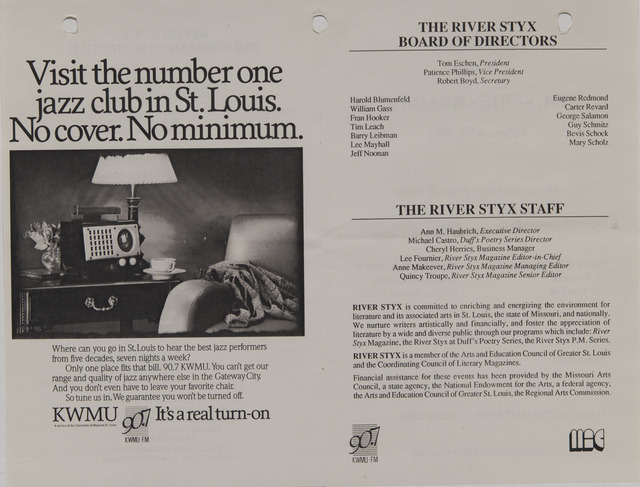 Visit the number one
jazz club in St. Louis.
No cover. No minimum.
Where can you go in St. Louis to hear the best jazz performers
from five decades, seven nights a week?
Only one place fits that bill. 90.7 KWMU. You can't get our
range and quality of jazz anywhere else in the Gateway City.
And you don't even have to leave your favorite chair.
So tune us in. We guarantee you won't be turned off.
KWMU 90.7 It's a real turn-on
A service of the University of Missouri-St. Louis
KWMU·FM
THE RIVER STYX
BOARD OF DIRECTORS
Tom Eschen, President
Patience Phillips, Vice President
Robert Boyd, Secretary
Harold Blumenfeld
William Gass
Fran Hooker
Tim Leach
Barry Leibman
Lee Mayhall
Jeff Noonan
Eugene Redmond
Carter Revard
George Salamon
Guy Schmitz
Bevis Schock
Mary Scholz
THE RIVER STYX STAFF
Ann M. Haubrich, Executive Director
Michael Castro, Duff's Poetry Series Director
Cheryl Herries, Business Manager
Lee Fournier, River Styx Magazine Editor-in-Chief
Anne Makeever, River Styx Magazine Managing Editor
Quincy Troupe, River Styx Magazine Senior Editor
RIVER STYX is committed to enriching and energizing the environment for
literature and its associated arts in St. Louis, the state of Missouri, and nationally.
We nurture writers artistically and financially, and foster the appreciation of
literature by a wide and diverse public through our programs which include: River
Styx Magazine, the River Styx at Duff's Poetry Series, the River Styx P.M. Series.
RIVER STYX is a member of the Arts and Education Council of Greater St. Louis
and the Coordinating Council of Literary Magazines.
Financial assistance for these events has been provided by the Missouri Arts
Council, a state agency, the National Endowment for the Arts, a federal agency,
the Arts and Education Council of Greater St. Louis, the Regional Arts Commission.
90.7
KWMU·FM